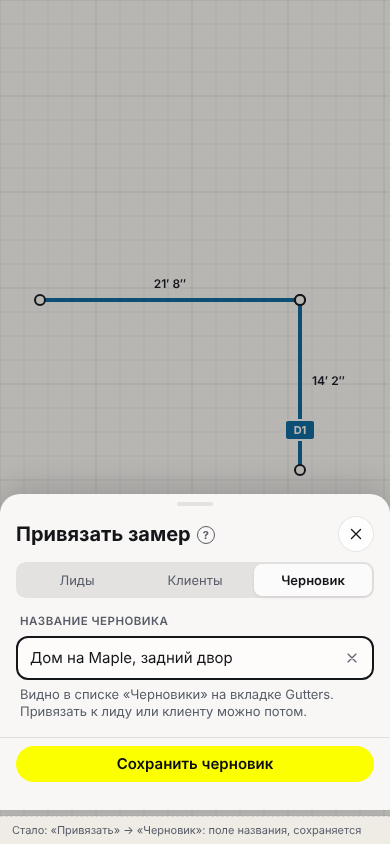 21′ 8″
14′ 2″
D1
Привязать замер ?
Лиды Клиенты Черновик
НАЗВАНИЕ ЧЕРНОВИКА
Дом на Maple, задний двор
Видно в списке «Черновики» на вкладке Gutters.
Привязать к лиду или клиенту можно потом.
Сохранить черновик
Стало: «Привязать» → «Черновик»: поле названия, сохраняется